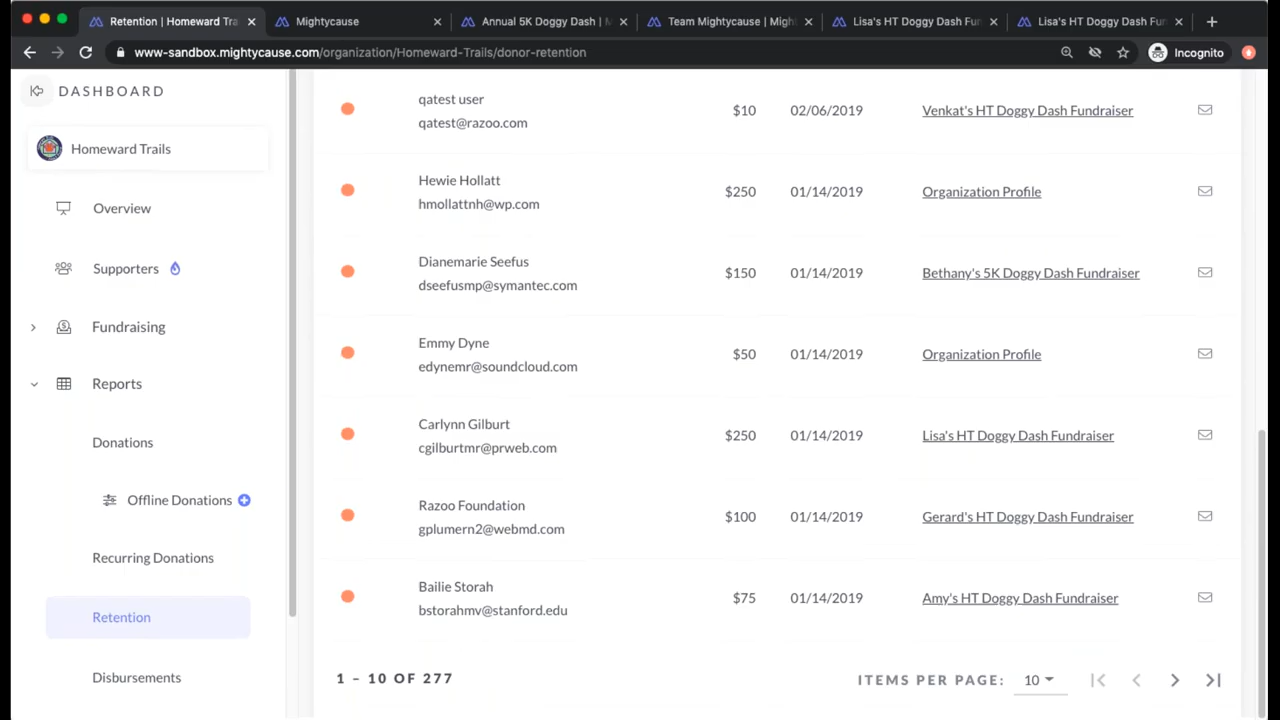 Retention | Homeward Tra
Mightycause
Annual 5K Doggy Dash | M
Team Mightycause | Migh
Lisa's HT Doggy Dash Fun
Lisa's HT Doggy Dash Fun
www-sandbox.mightycause.com/organization/Homeward-Trails/donor-retention
Incognito
DASHBOARD
Homeward Trails
Overview
Supporters
Fundraising
Reports
Donations
Offline Donations
Recurring Donations
Retention
Disbursements
qatest user
qatest@razoo.com
$10 02/06/2019 Venkat's HT Doggy Dash Fundraiser
Hewie Hollatt
hmollattnh@wp.com
$250 01/14/2019 Organization Profile
Dianemarie Seefus
dseefusmp@symantec.com
$150 01/14/2019 Bethany's 5K Doggy Dash Fundraiser
Emmy Dyne
edynemr@soundcloud.com
$50 01/14/2019 Organization Profile
Carlynn Gilburt
cgilburtmr@prweb.com
$250 01/14/2019 Lisa's HT Doggy Dash Fundraiser
Razoo Foundation
gplumern2@webmd.com
$100 01/14/2019 Gerard's HT Doggy Dash Fundraiser
Bailie Storah
bstorahmv@stanford.edu
$75 01/14/2019 Amy's HT Doggy Dash Fundraiser
1 – 10 OF 277
ITEMS PER PAGE: 10